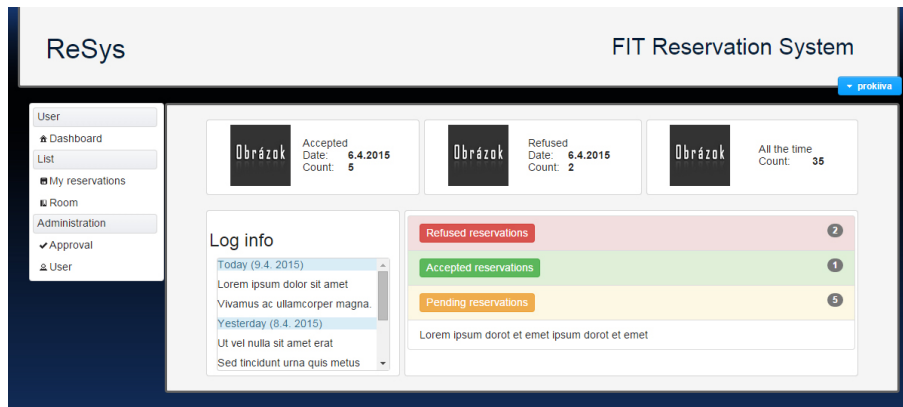 ReSys
FIT Reservation System
prokiiva
User
Dashboard
List
My reservations
Room
Administration
Approval
User
Obrázok
Accepted
Date: 6.4.2015
Count: 5
Obrázok
Refused
Date: 6.4.2015
Count: 2
Obrázok
All the time
Count: 35
Log info
Today (9.4. 2015)
Lorem ipsum dolor sit amet
Vivamus ac ullamcorper magna.
Yesterday (8.4. 2015)
Ut vel nulla sit amet erat
Sed tincidunt urna quis metus
Refused reservations 2
Accepted reservations 1
Pending reservations 5
Lorem ipsum dorot et emet ipsum dorot et emet